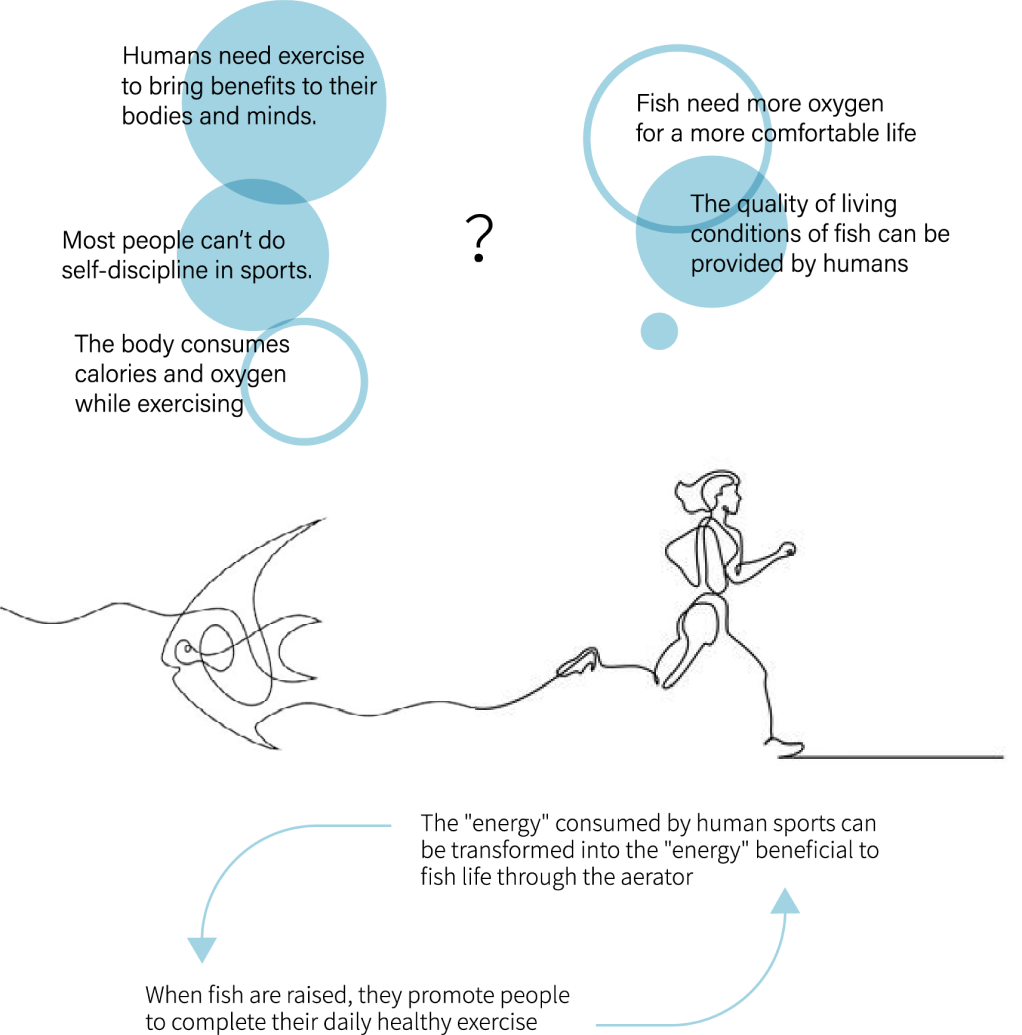 Humans need exercise
to bring benefits to their
bodies and minds.
Most people can’t do
self-discipline in sports.
The body consumes
calories and oxygen
while exercising
?
Fish need more oxygen
for a more comfortable life
The quality of living
conditions of fish can be
provided by humans
The "energy" consumed by human sports can
be transformed into the "energy" beneficial to
fish life through the aerator
When fish are raised, they promote people
to complete their daily healthy exercise